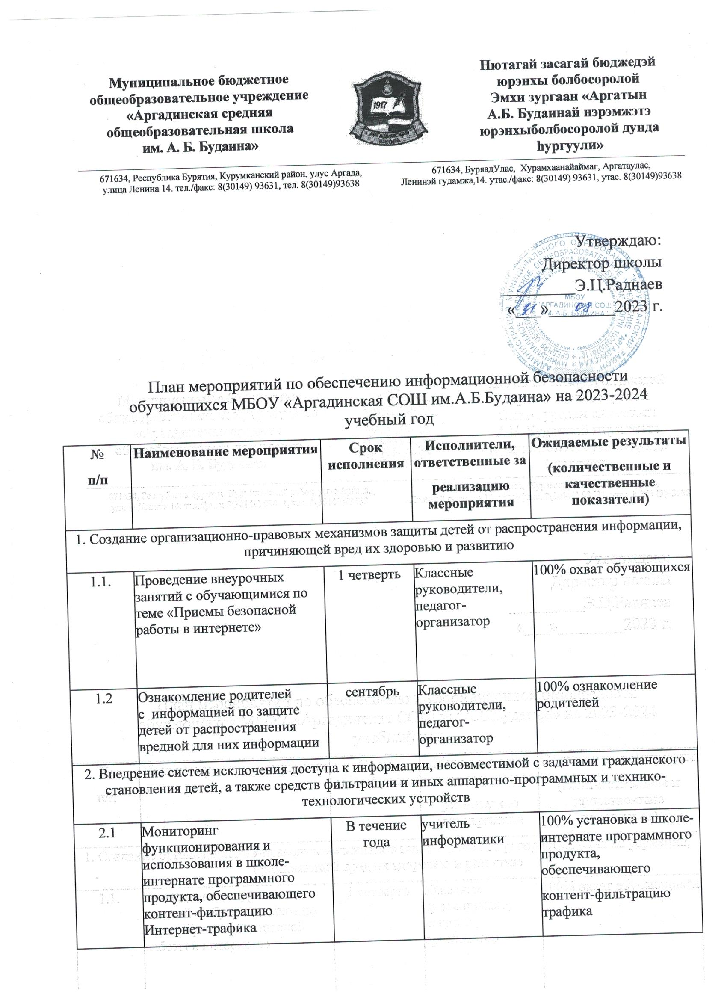 Муниципальное бюджетное
общеобразовательное учреждение
«Аргадинская средняя
общеобразовательная школа
им. А. Б. Будаина»
1917
АРГАДИНСКАЯ
ШКОЛА
Нютагай засагай бюджедэй
юрэнхы болбосоролой
Эмхи зургаан «Аргатын
А.Б. Будаинай нэрэмжэтэ
юрэнхыболбосоролой дунда
һургуули»
671634, Республика Бурятия, Курумканский район, улус Аргада,
улица Ленина 14. тел./факс: 8(30149) 93631, тел. 8(30149)93638
671634, БуряадУлас,  Хурамхаанайаймаг, Аргатаулас,
Ленинэй гудамжа,14. утас./факс: 8(30149) 93631, утас. 8(30149)93638
Утверждаю:
Директор школы
Э.Ц.Раднаев
«31» 08 2023 г.
МБОУ
"АРГАДИНСКАЯ СОШ
ИМ. А.Б. БУДАИНА"
План мероприятий по обеспечению информационной безопасности
обучающихся МБОУ «Аргадинская СОШ им.А.Б.Будаина» на 2023-2024
учебный год
№
п/п
Наименование мероприятия
Срок
исполнения
Исполнители,
ответственные за
реализацию
мероприятия
Ожидаемые результаты
(количественные и
качественные
показатели)
1. Создание организационно-правовых механизмов защиты детей от распространения информации,
причиняющей вред их здоровью и развитию
1.1.
Проведение внеурочных
занятий с обучающимися по
теме «Приемы безопасной
работы в интернете»
1 четверть
Классные
руководители,
педагог-
организатор
100% охват обучающихся
1.2
Ознакомление родителей
с  информацией по защите
детей от распространения
вредной для них информации
сентябрь
Классные
руководители,
педагог-
организатор
100% ознакомление
родителей
2. Внедрение систем исключения доступа к информации, несовместимой с задачами гражданского
становления детей, а также средств фильтрации и иных аппаратно-программных и технико-
технологических устройств
2.1
Мониторинг
функционирования и
использования в школе-
интернате программного
продукта, обеспечивающего
контент-фильтрацию
Интернет-трафика
В течение
года
учитель
информатики
100% установка в школе-
интернате программного
продукта,
обеспечивающего
контент-фильтрацию
трафика